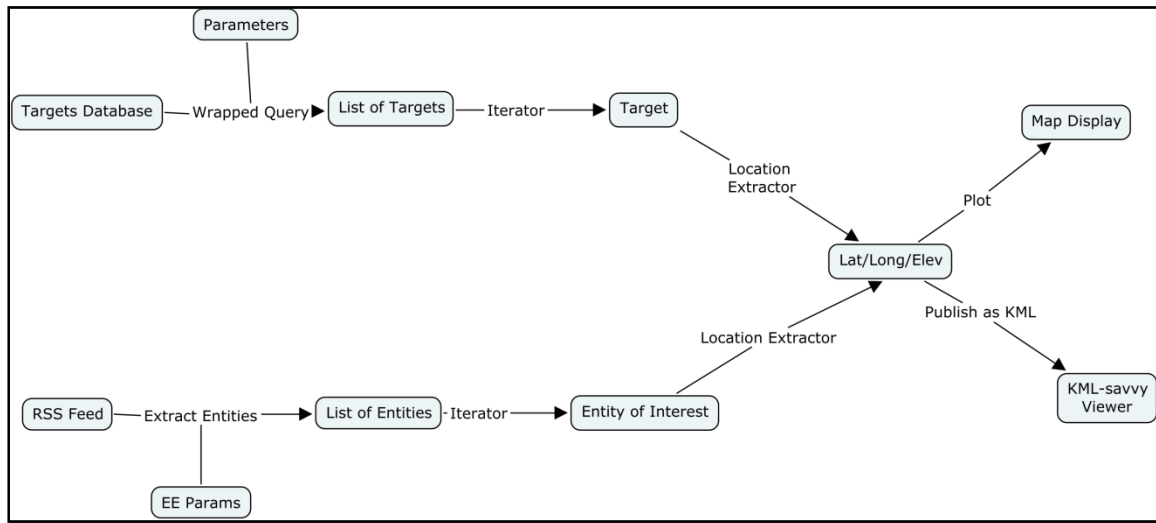 Parameters
Targets Database
Wrapped Query
List of Targets
Iterator
Target
Map Display
Location
Extractor
Plot
Lat/Long/Elev
Publish as KML
Location Extractor
KML-savvy
Viewer
RSS Feed
Extract Entities
List of Entities
Iterator
Entity of Interest
EE Params